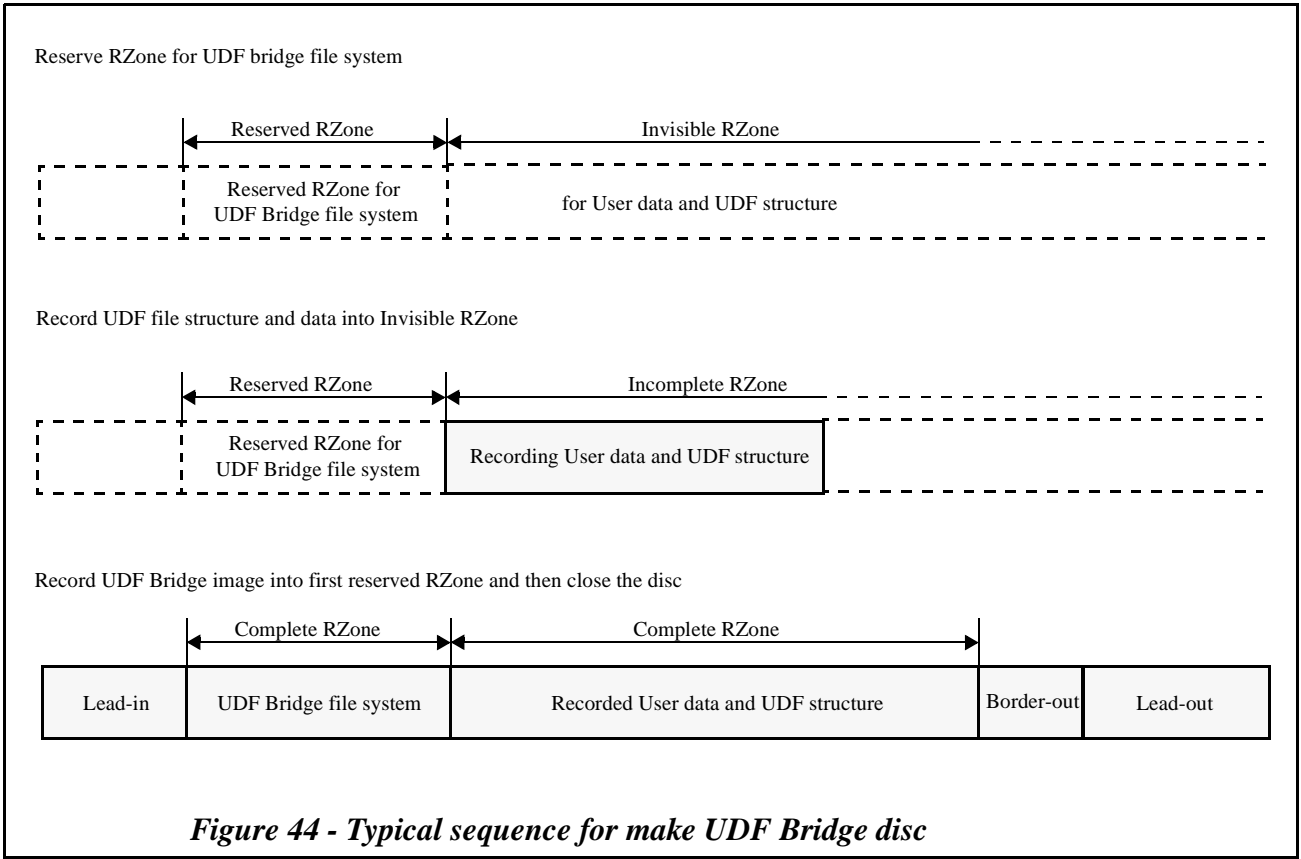 Reserve RZone for UDF bridge file system
Reserved RZone
Invisible RZone
Reserved RZone for
UDF Bridge file system
for User data and UDF structure
Record UDF file structure and data into Invisible RZone
Reserved RZone
Incomplete RZone
Reserved RZone for
UDF Bridge file system
Recording User data and UDF structure
Record UDF Bridge image into first reserved RZone and then close the disc
Complete RZone
Complete RZone
Lead-in
UDF Bridge file system
Recorded User data and UDF structure
Border-out
Lead-out
Figure 44 - Typical sequence for make UDF Bridge disc